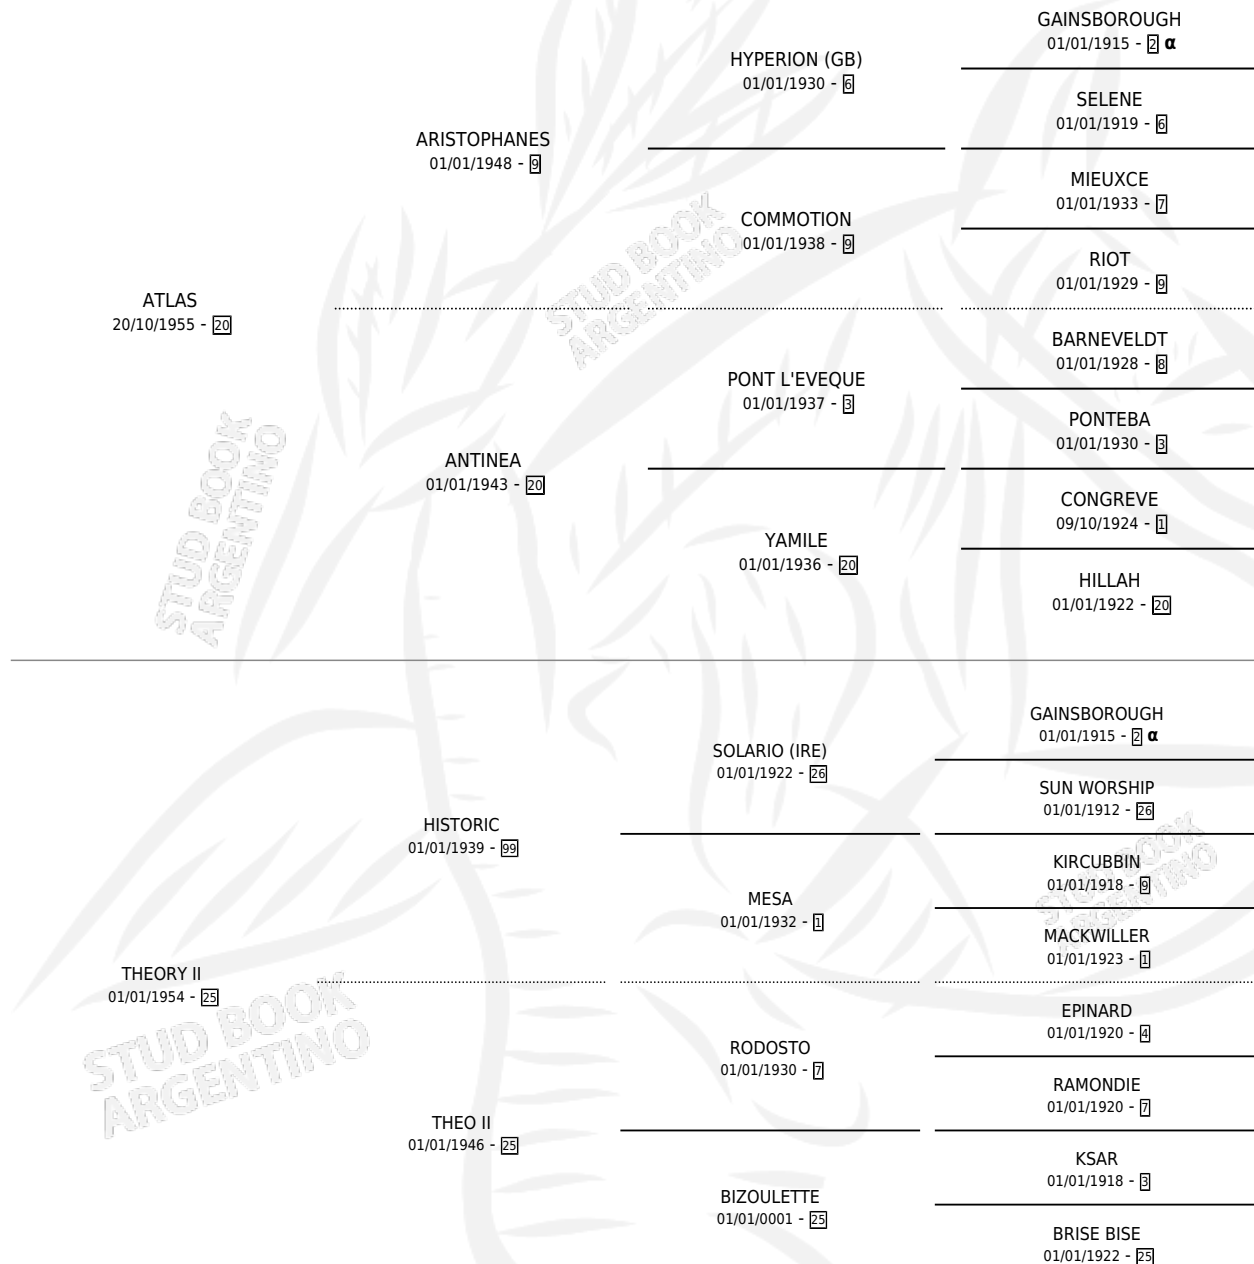 GAINSBOROUGH
01/01/1915 - 2 α
HYPERION (GB)
01/01/1930 - 6
SELENE
01/01/1919 - 6
ARISTOPHANES
01/01/1948 - 9
MIEUXCE
01/01/1933 - 7
COMMOTION
01/01/1938 - 9
RIOT
01/01/1929 - 9
ATLAS
20/10/1955 - 20
BARNEVELDT
01/01/1928 - 8
PONT L'EVEQUE
01/01/1937 - 3
PONTEBA
01/01/1930 - 3
ANTINEA
01/01/1943 - 20
CONGREVE
09/10/1924 - 1
YAMILE
01/01/1936 - 20
HILLAH
01/01/1922 - 20
STUD BOOK
ARGENTINO
STUD BOOK
ARGENTINO
GAINSBOROUGH
01/01/1915 - 2 α
SOLARIO (IRE)
01/01/1922 - 26
SUN WORSHIP
01/01/1912 - 26
HISTORIC
01/01/1939 - 99
KIRCUBBIN
01/01/1918 - 9
MESA
01/01/1932 - 1
MACKWILLER
01/01/1923 - 1
THEORY II
01/01/1954 - 25
EPINARD
01/01/1920 - 4
RODOSTO
01/01/1930 - 7
RAMONDIE
01/01/1920 - 7
THEO II
01/01/1946 - 25
KSAR
01/01/1918 - 3
BIZOULETTE
01/01/0001 - 25
BRISE BISE
01/01/1922 - 25
STUD BOOK
ARGENTINO
STUD BOOK
ARGENTINO